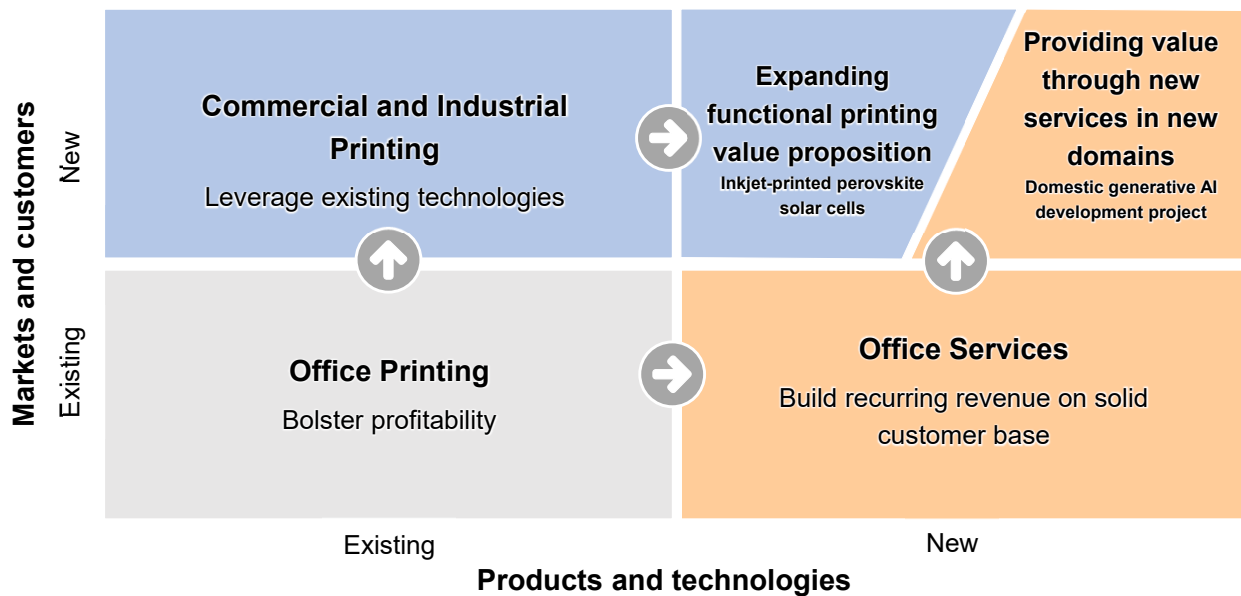 Markets and customers
New
Existing
Commercial and Industrial
Printing
Leverage existing technologies
Expanding
functional printing
value proposition
Inkjet-printed perovskite
solar cells
Providing value
through new
services in new
domains
Domestic generative AI
development project
Office Printing
Bolster profitability
Office Services
Build recurring revenue on solid
customer base
Existing
New
Products and technologies